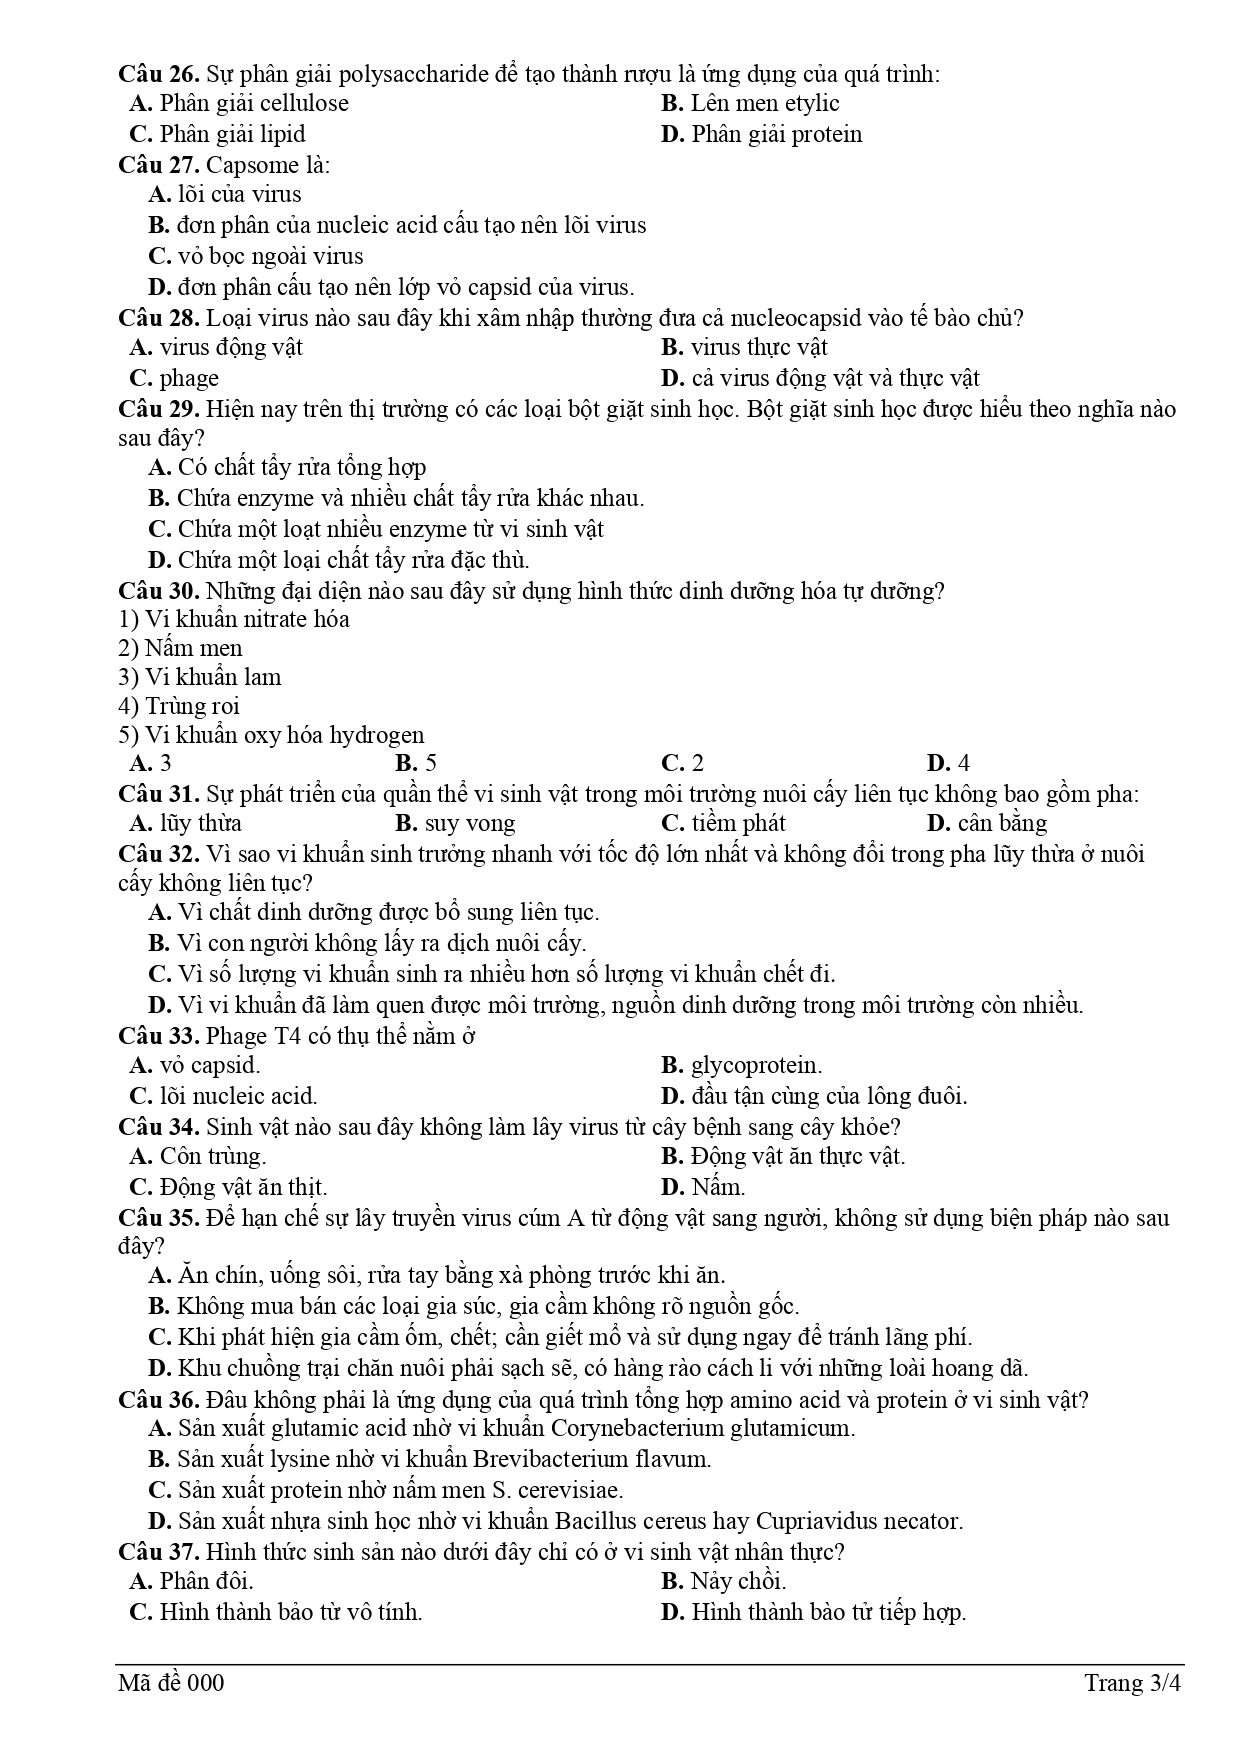 Câu 26. Sự phân giải polysaccharide để tạo thành rượu là ứng dụng của quá trình:
A. Phân giải cellulose B. Lên men etylic
C. Phân giải lipid D. Phân giải protein
Câu 27. Capsome là:
A. lõi của virus
B. đơn phân của nucleic acid cấu tạo nên lõi virus
C. vỏ bọc ngoài virus
D. đơn phân cấu tạo nên lớp vỏ capsid của virus.
Câu 28. Loại virus nào sau đây khi xâm nhập thường đưa cả nucleocapsid vào tế bào chủ?
A. virus động vật B. virus thực vật
C. phage D. cả virus động vật và thực vật
Câu 29. Hiện nay trên thị trường có các loại bột giặt sinh học. Bột giặt sinh học được hiểu theo nghĩa nào
sau đây?
A. Có chất tẩy rửa tổng hợp
B. Chứa enzyme và nhiều chất tẩy rửa khác nhau.
C. Chứa một loạt nhiều enzyme từ vi sinh vật
D. Chứa một loại chất tẩy rửa đặc thù.
Câu 30. Những đại diện nào sau đây sử dụng hình thức dinh dưỡng hóa tự dưỡng?
1) Vi khuẩn nitrate hóa
2) Nấm men
3) Vi khuẩn lam
4) Trùng roi
5) Vi khuẩn oxy hóa hydrogen
A. 3 B. 5 C. 2 D. 4
Câu 31. Sự phát triển của quần thể vi sinh vật trong môi trường nuôi cấy liên tục không bao gồm pha:
A. lũy thừa B. suy vong C. tiềm phát D. cân bằng
Câu 32. Vì sao vi khuẩn sinh trưởng nhanh với tốc độ lớn nhất và không đổi trong pha lũy thừa ở nuôi
cấy không liên tục?
A. Vì chất dinh dưỡng được bổ sung liên tục.
B. Vì con người không lấy ra dịch nuôi cấy.
C. Vì số lượng vi khuẩn sinh ra nhiều hơn số lượng vi khuẩn chết đi.
D. Vì vi khuẩn đã làm quen được môi trường, nguồn dinh dưỡng trong môi trường còn nhiều.
Câu 33. Phage T4 có thụ thể nằm ở
A. vỏ capsid. B. glycoprotein.
C. lõi nucleic acid. D. đầu tận cùng của lông đuôi.
Câu 34. Sinh vật nào sau đây không làm lây virus từ cây bệnh sang cây khỏe?
A. Côn trùng. B. Động vật ăn thực vật.
C. Động vật ăn thịt. D. Nấm.
Câu 35. Để hạn chế sự lây truyền virus cúm A từ động vật sang người, không sử dụng biện pháp nào sau
đây?
A. Ăn chín, uống sôi, rửa tay bằng xà phòng trước khi ăn.
B. Không mua bán các loại gia súc, gia cầm không rõ nguồn gốc.
C. Khi phát hiện gia cầm ốm, chết; cần giết mổ và sử dụng ngay để tránh lãng phí.
D. Khu chuồng trại chăn nuôi phải sạch sẽ, có hàng rào cách li với những loài hoang dã.
Câu 36. Đâu không phải là ứng dụng của quá trình tổng hợp amino acid và protein ở vi sinh vật?
A. Sản xuất glutamic acid nhờ vi khuẩn Corynebacterium glutamicum.
B. Sản xuất lysine nhờ vi khuẩn Brevibacterium flavum.
C. Sản xuất protein nhờ nấm men S. cerevisiae.
D. Sản xuất nhựa sinh học nhờ vi khuẩn Bacillus cereus hay Cupriavidus necator.
Câu 37. Hình thức sinh sản nào dưới đây chỉ có ở vi sinh vật nhân thực?
A. Phân đôi. B. Nảy chồi.
C. Hình thành bảo từ vô tính. D. Hình thành bào tử tiếp hợp.
Mã đề 000 Trang 3/4